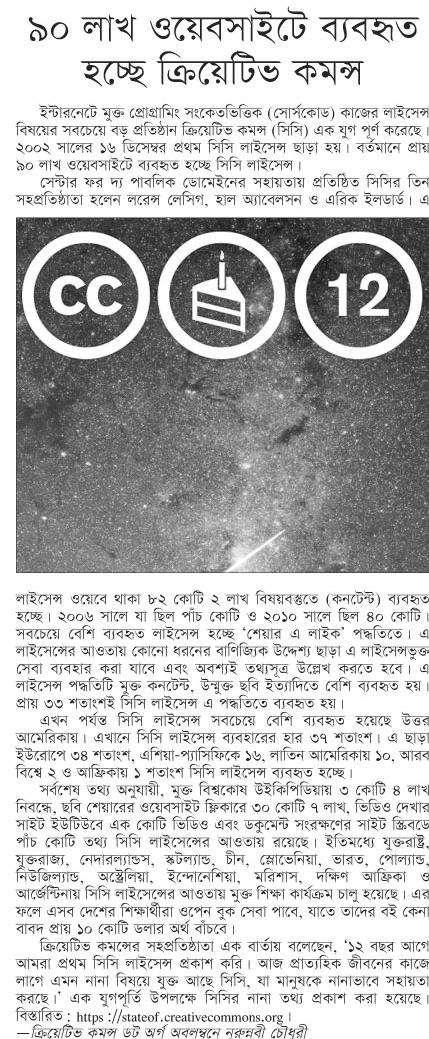 ৯০ লাখ ওয়েবসাইটে ব্যবহৃত
হচ্ছে ক্রিয়েটিভ কমন্স
ইন্টারনেটে মুক্ত প্রোগ্রামিং সংকেতভিত্তিক (সোর্সকোড) কাজের লাইসেন্স
বিষয়ের সবচেয়ে বড় প্রতিষ্ঠান ক্রিয়েটিভ কমন্স (সিসি) এক যুগ পূর্ণ করেছে।
২০০২ সালের ১৬ ডিসেম্বর প্রথম সিসি লাইসেন্স ছাড়া হয়। বর্তমানে প্রায়
৯০ লাখ ওয়েবসাইটে ব্যবহৃত হচ্ছে সিসি লাইসেন্স।
সেন্টার ফর দ্য পাবলিক ডোমেইনের সহায়তায় প্রতিষ্ঠিত সিসির তিন
সহপ্রতিষ্ঠাতা হলেন লরেন্স লেসিগ, হাল অ্যাবেলসন ও এরিক ইলডার্ড। এ
cc 12
লাইসেন্স ওয়েবে থাকা ৮২ কোটি ২ লাখ বিষয়বস্তুতে (কনটেন্ট) ব্যবহৃত
হচ্ছে। ২০০৬ সালে যা ছিল পাঁচ কোটি ও ২০১০ সালে ছিল ৪০ কোটি।
সবচেয়ে বেশি ব্যবহৃত লাইসেন্স হচ্ছে ‘শেয়ার এ লাইক’ পদ্ধতিতে। এ
লাইসেন্সের আওতায় কোনো ধরনের বাণিজ্যিক উদ্দেশ্য ছাড়া এ লাইসেন্সভুক্ত
সেবা ব্যবহার করা যাবে এবং অবশ্যই তথ্যসূত্র উল্লেখ করতে হবে। এ
লাইসেন্স পদ্ধতিটি মুক্ত কনটেন্ট, উন্মুক্ত ছবি ইত্যাদিতে বেশি ব্যবহৃত হয়।
প্রায় ৩৩ শতাংশই সিসি লাইসেন্স এ পদ্ধতিতে ব্যবহৃত হয়।
এখন পর্যন্ত সিসি লাইসেন্স সবচেয়ে বেশি ব্যবহৃত হয়েছে উত্তর
আমেরিকায়। এখানে সিসি লাইসেন্স ব্যবহারের হার ৩৭ শতাংশ। এ ছাড়া
ইউরোপে ৩৪ শতাংশ, এশিয়া-প্যাসিফিকে ১৬, লাতিন আমেরিকায় ১০, আরব
বিশ্বে ২ ও আফ্রিকায় ১ শতাংশ সিসি লাইসেন্স ব্যবহৃত হচ্ছে।
সর্বশেষ তথ্য অনুযায়ী, মুক্ত বিশ্বকোষ উইকিপিডিয়ায় ৩ কোটি ৪ লাখ
নিবন্ধে, ছবি শেয়ারের ওয়েবসাইট ফ্লিকারে ৩০ কোটি ৭ লাখ, ভিডিও দেখার
সাইট ইউটিউবে এক কোটি ভিডিও এবং ডকুমেন্ট সংরক্ষণের সাইট স্ক্রিবডে
পাঁচ কোটি তথ্য সিসি লাইসেন্সের আওতায় রয়েছে। ইতিমধ্যে যুক্তরাষ্ট্র,
যুক্তরাজ্য, নেদারল্যান্ডস, স্কটল্যান্ড, চীন, স্লোভেনিয়া, ভারত, পোল্যান্ড,
নিউজিল্যান্ড, অস্ট্রেলিয়া, ইন্দোনেশিয়া, মরিশাস, দক্ষিণ আফ্রিকা ও
আর্জেন্টিনায় সিসি লাইসেন্সের আওতায় মুক্ত শিক্ষা কার্যক্রম চালু হয়েছে। এর
ফলে এসব দেশের শিক্ষার্থীরা ওপেন বুক সেবা পাবে, যাতে তাদের বই কেনা
বাবদ প্রায় ১০ কোটি ডলার অর্থ বাঁচবে।
ক্রিয়েটিভ কমন্সের সহপ্রতিষ্ঠাতা এক বার্তায় বলেছেন, ‘১২ বছর আগে
আমরা প্রথম সিসি লাইসেন্স প্রকাশ করি। আজ প্রাত্যহিক জীবনের কাজে
লাগে এমন নানা বিষয়ে যুক্ত আছে সিসি, যা মানুষকে নানাভাবে সহায়তা
করছে।’ এক যুগপূর্তি উপলক্ষে সিসির নানা তথ্য প্রকাশ করা হয়েছে।
বিস্তারিত : https ://stateof.creativecommons.org।
—ক্রিয়েটিভ কমন্স ডট অর্গ অবলম্বনে নুরুন্নবী চৌধুরী